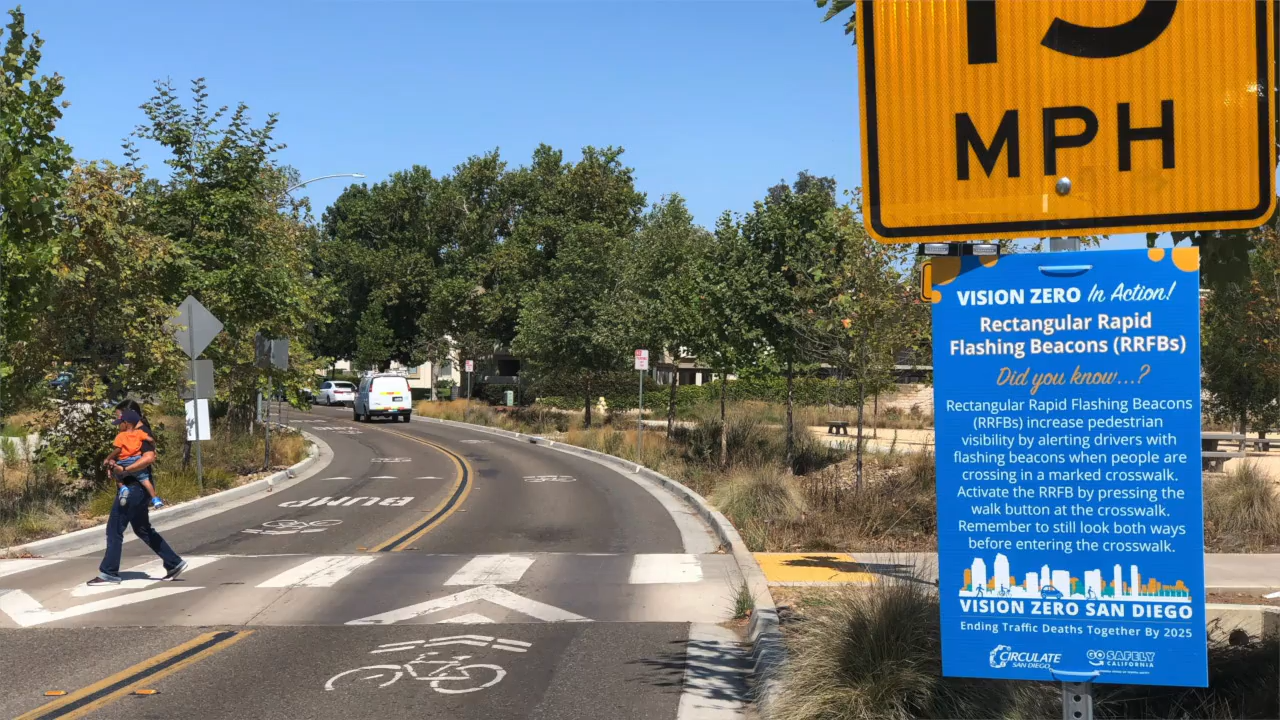 15
MPH
VISION ZERO In Action!
Rectangular Rapid
Flashing Beacons (RRFBs)
Did you know...?
Rectangular Rapid Flashing Beacons
(RRFBs) increase pedestrian
visibility by alerting drivers with
flashing beacons when people are
crossing in a marked crosswalk.
Activate the RRFB by pressing the
walk button at the crosswalk.
Remember to still look both ways
before entering the crosswalk.
VISION ZERO SAN DIEGO
Ending Traffic Deaths Together By 2025
CIRCULATE
SAN DIEGO
GO SAFELY
CALIFORNIA
BUMP